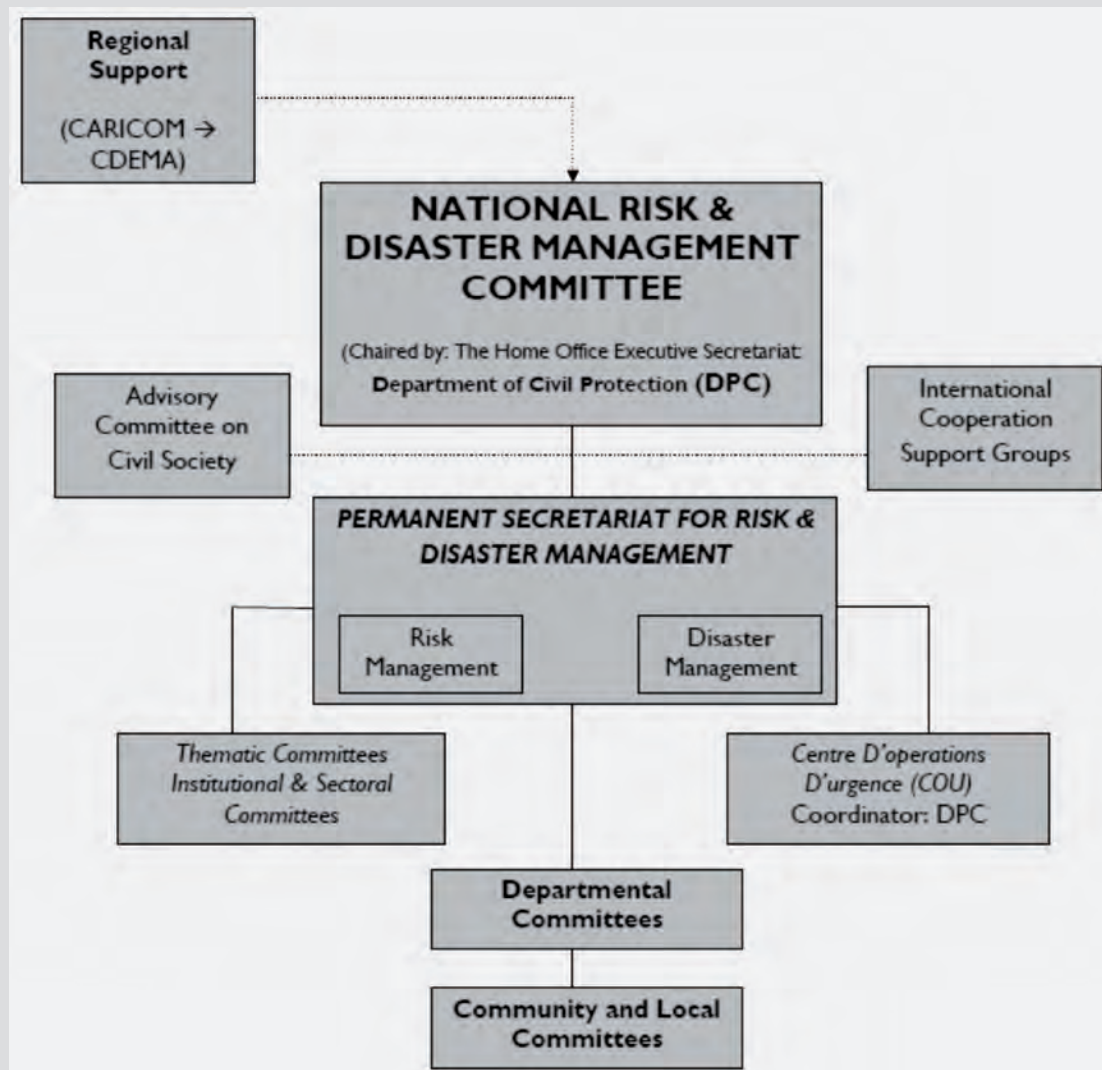 Regional
Support
(CARICOM →
CDEMA)
NATIONAL RISK &
DISASTER MANAGEMENT
COMMITTEE
(Chaired by: The Home Office Executive Secretariat:
Department of Civil Protection (DPC)
Advisory
Committee on
Civil Society
International
Cooperation
Support Groups
PERMANENT SECRETARIAT FOR RISK &
DISASTER MANAGEMENT
Risk
Management
Disaster
Management
Thematic Committees
Institutional & Sectoral
Committees
Centre D'operations
D'urgence (COU)
Coordinator: DPC
Departmental
Committees
Community and Local
Committees